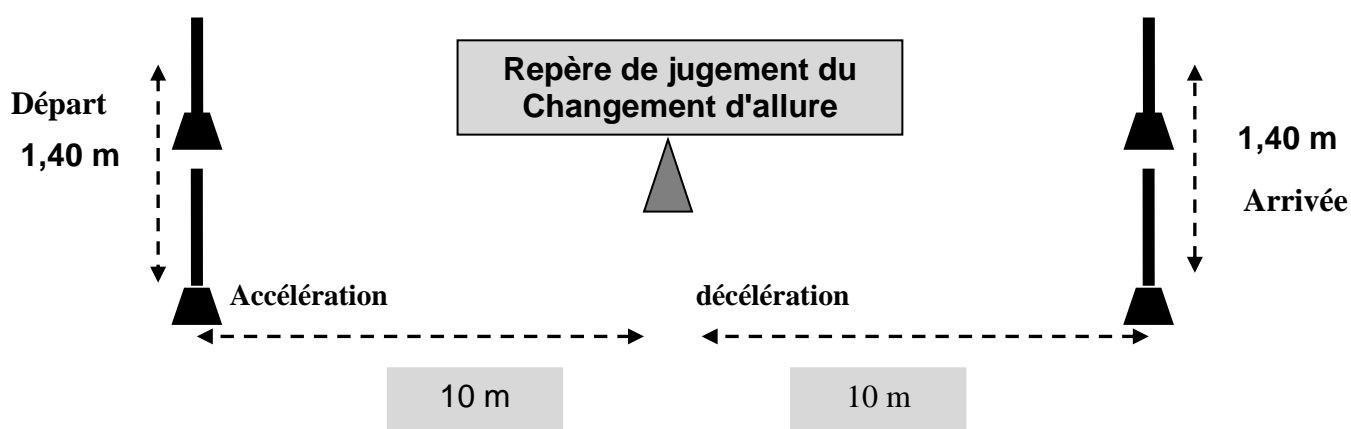 Repère de jugement du
Changement d'allure
Départ
1,40 m
1,40 m
Arrivée
Accélération
décélération
10 m
10 m